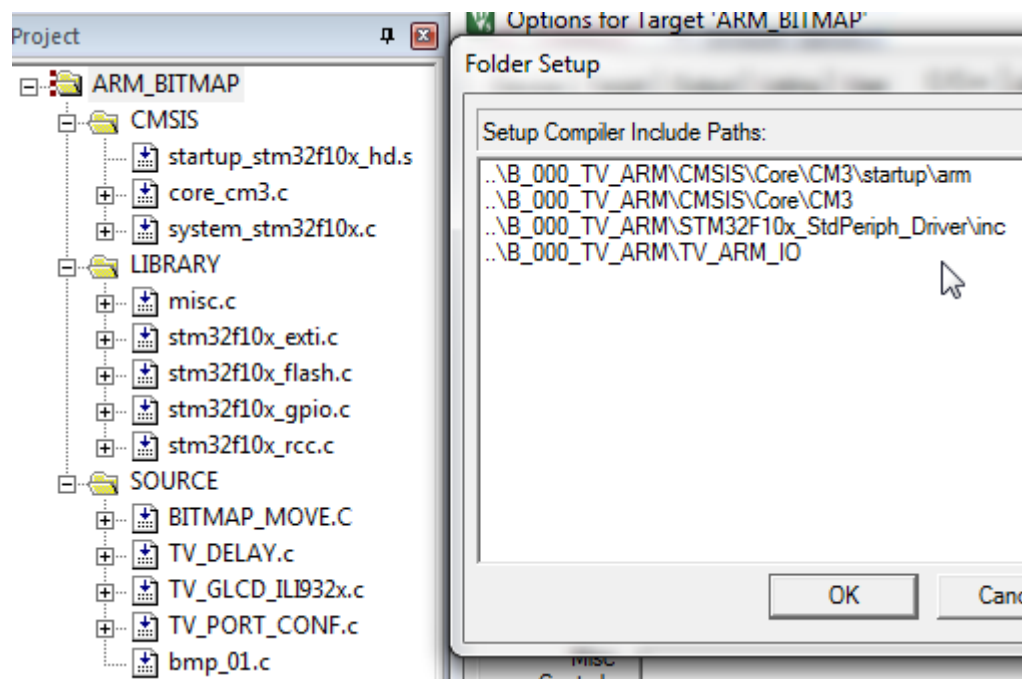 Project
ARM_BITMAP
CMSIS
startup_stm32f10x_hd.s
core_cm3.c
system_stm32f10x.c
LIBRARY
misc.c
stm32f10x_exti.c
stm32f10x_flash.c
stm32f10x_gpio.c
stm32f10x_rcc.c
SOURCE
BITMAP_MOVE.C
TV_DELAY.c
TV_GLCD_ILI932x.c
TV_PORT_CONF.c
bmp_01.c
Options for Target 'ARM_BITMAP'
Folder Setup
Setup Compiler Include Paths:
..\B_000_TV_ARM\CMSIS\Core\CM3\startup\arm
..\B_000_TV_ARM\CMSIS\Core\CM3
..\B_000_TV_ARM\STM32F10x_StdPeriph_Driver\inc
..\B_000_TV_ARM\TV_ARM_IO
OK
Canc
Misc